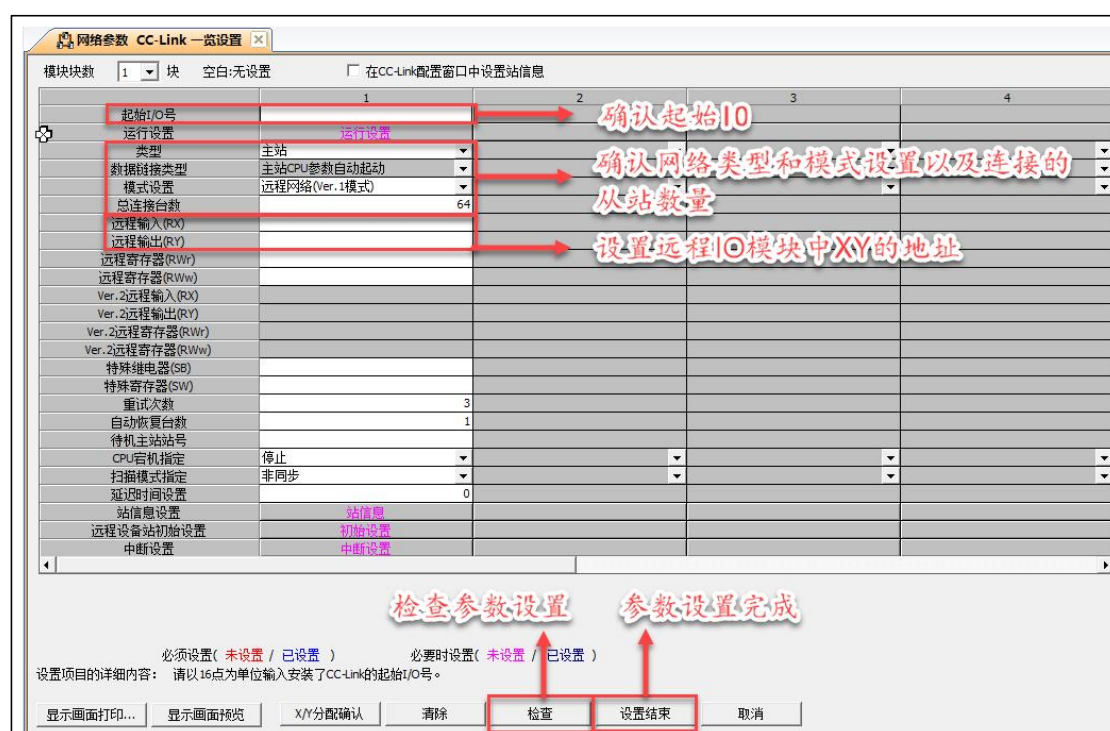 网络参数 CC-Link 一览设置
模块块数 1 块 空白:无设置 在CC-Link配置窗口中设置站信息
1 2 3 4
起始I/O号
确认起始IO
运行设置 运行设置
类型 主站
数据链接类型 主站CPU参数自动起动
确认网络类型和模式设置以及连接的
模式设置 远程网络(Ver.1模式)
从站数量
总连接台数 64
远程输入(RX)
远程输出(RY)
设置远程IO模块中XY的地址
远程寄存器(RWr)
远程寄存器(RWw)
Ver.2远程输入(RX)
Ver.2远程输出(RY)
Ver.2远程寄存器(RWr)
Ver.2远程寄存器(RWw)
特殊继电器(SB)
特殊寄存器(SW)
重试次数 3
自动恢复台数 1
待机主站站号
CPU宕机指定 停止
扫描模式指定 非同步
延迟时间设置 0
站信息设置 站信息
远程设备站初始设置 初始设置
中断设置 中断设置
检查参数设置 参数设置完成
必须设置( 未设置 / 已设置 ) 必要时设置( 未设置 / 已设置 )
设置项目的详细内容: 请以16点为单位输入安装了CC-Link的起始I/O号。
显示画面打印... 显示画面预览 X/Y分配确认 清除 检查 设置结束 取消